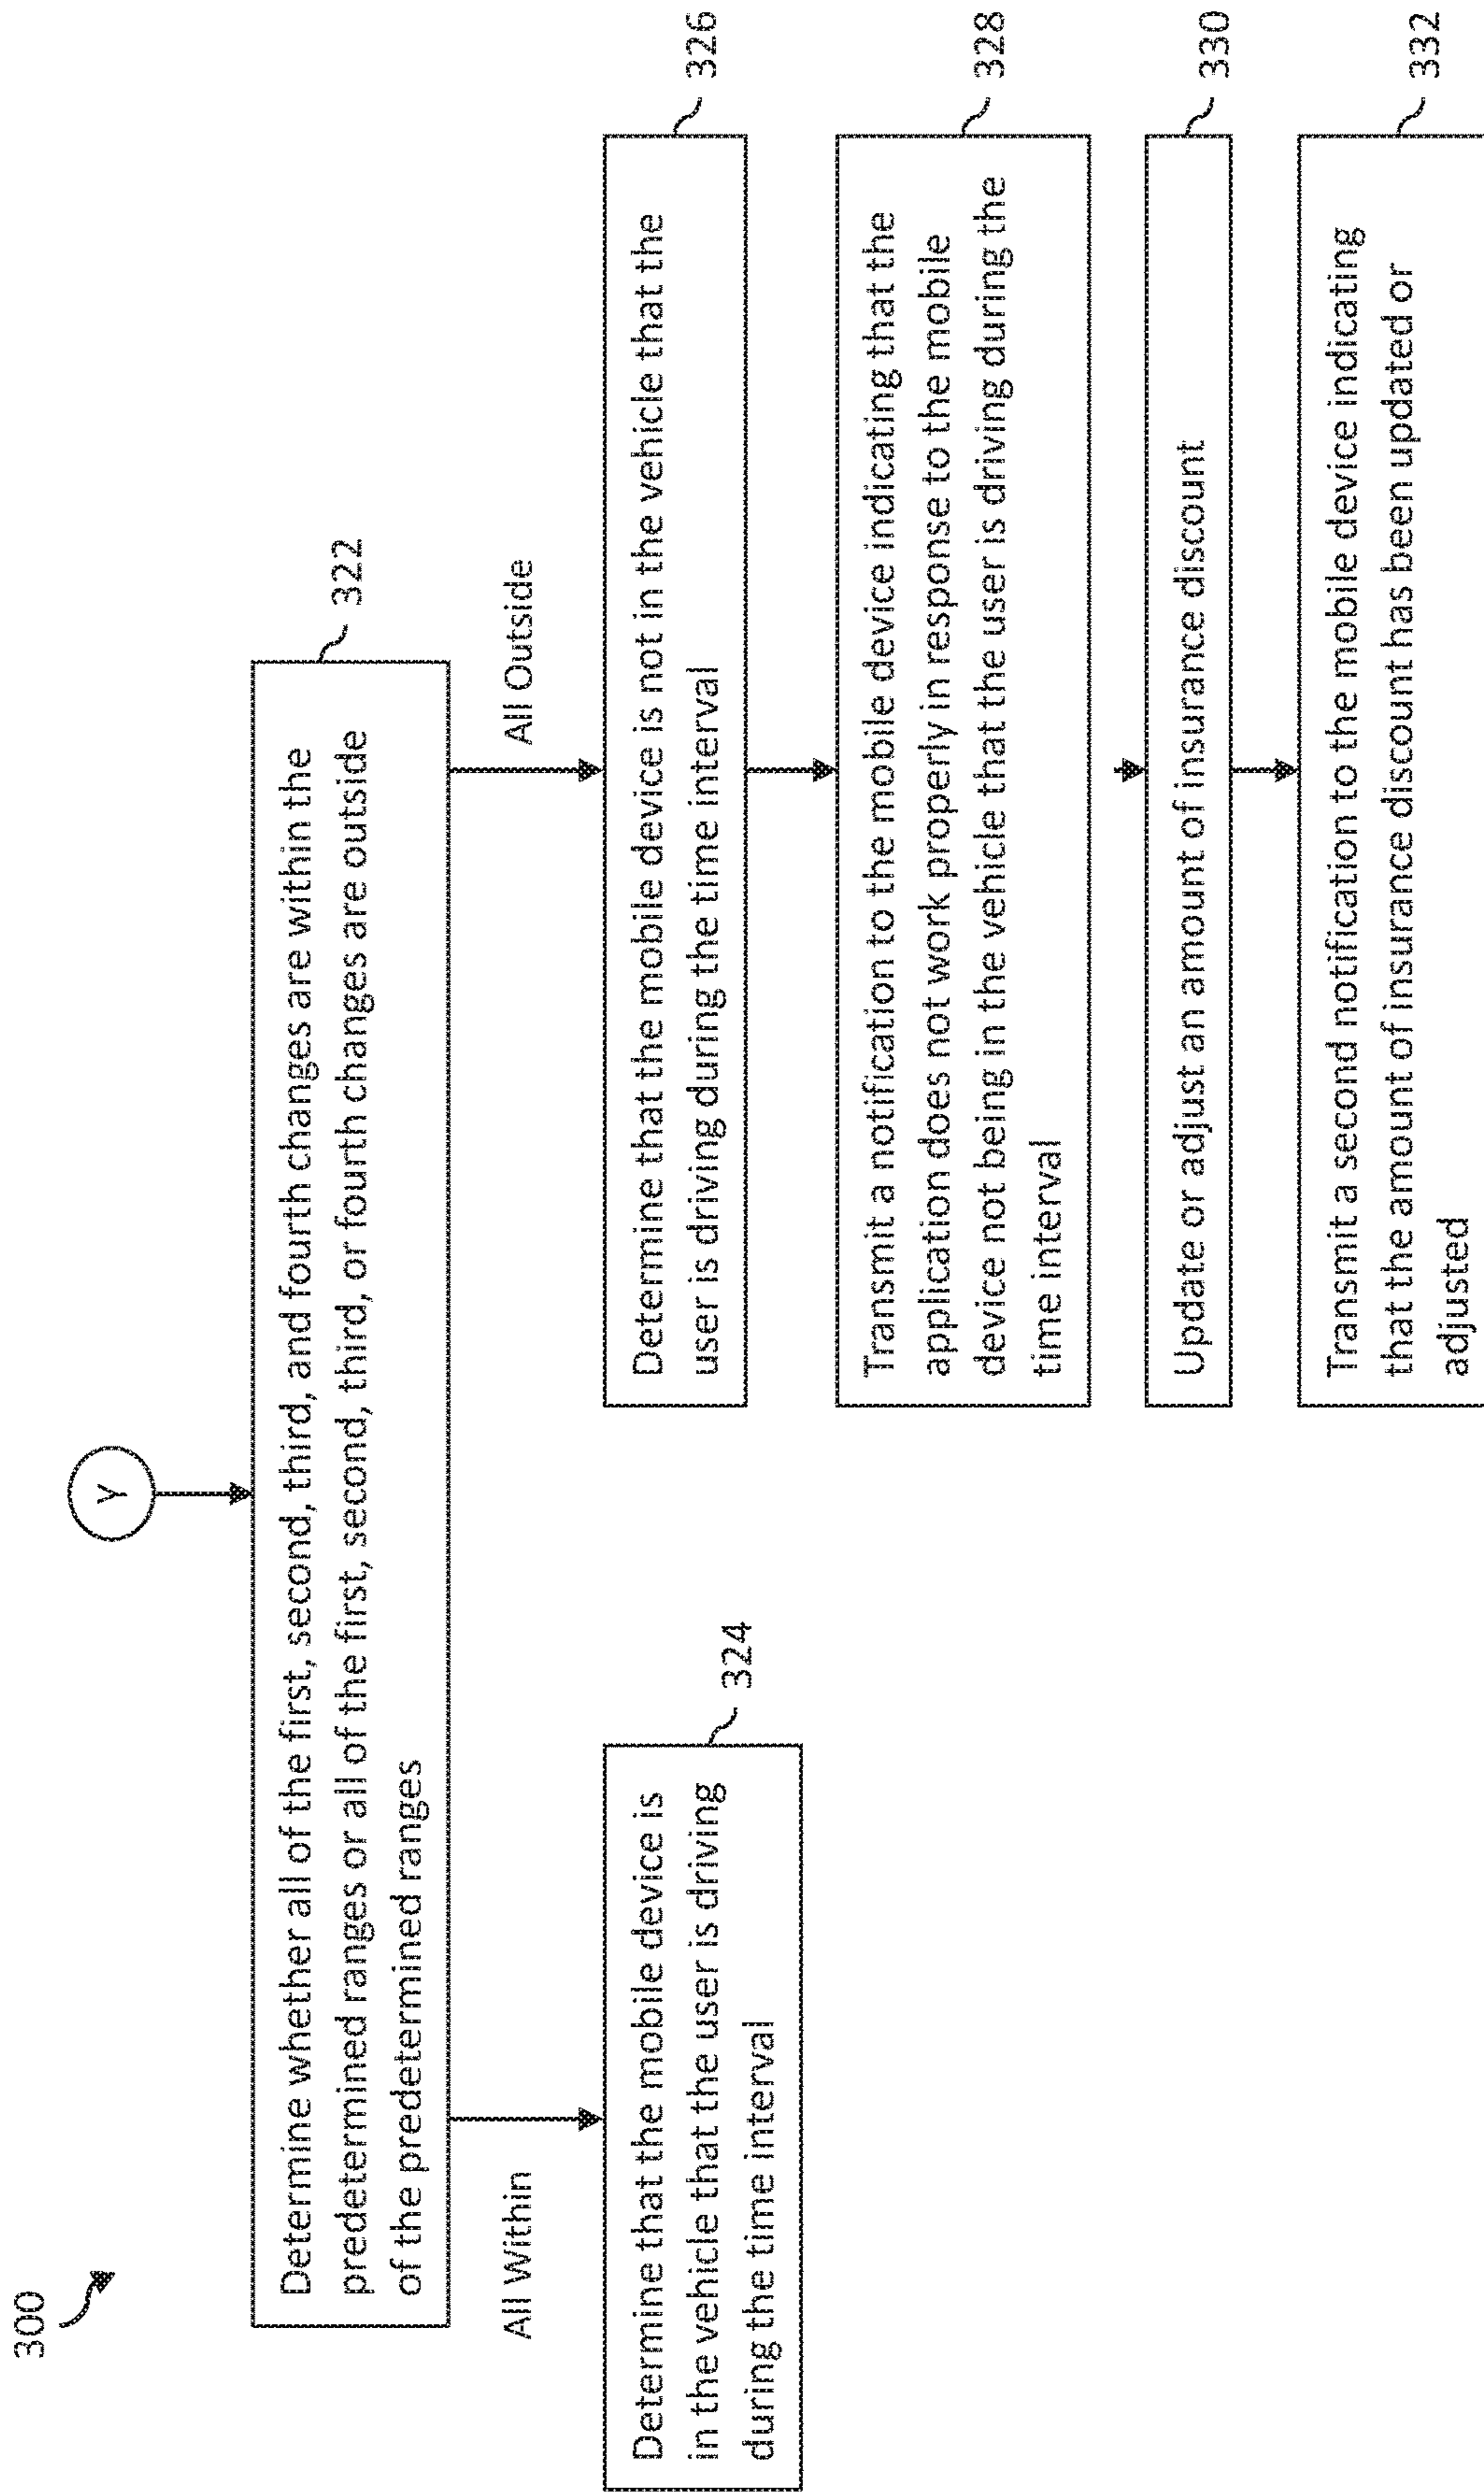 300
Y
322
Determine whether all of the first, second, third, and fourth changes are within the
predetermined ranges or all of the first, second, third, or fourth changes are outside
of the predetermined ranges
All Within
All Outside
324
Determine that the mobile device is
in the vehicle that the user is driving
during the time interval
326
Determine that the mobile device is not in the vehicle that the
user is driving during the time interval
328
Transmit a notification to the mobile device indicating that the
application does not work properly in response to the mobile
device not being in the vehicle that the user is driving during the
time interval
330
Update or adjust an amount of insurance discount
332
Transmit a second notification to the mobile device indicating
that the amount of insurance discount has been updated or
adjusted